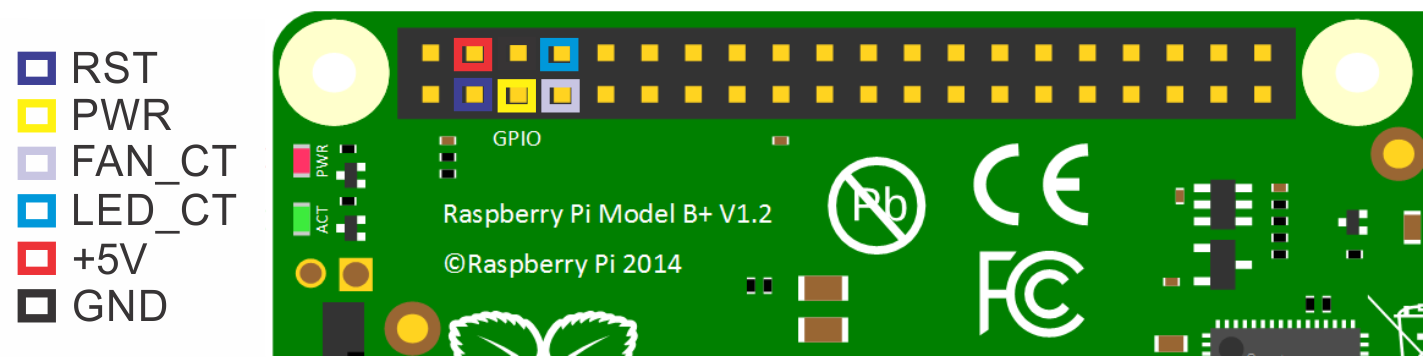 RST
PWR
FAN_CT
LED_CT
+5V
GND
GPIO
PWR
ACT
Pb
Raspberry Pi Model B+ V1.2
©Raspberry Pi 2014
CE
FC